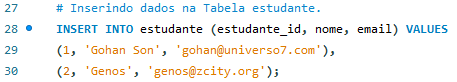 27 # Inserindo dados na Tabela estudante.
28 INSERT INTO estudante (estudante_id, nome, email) VALUES
29 (1, 'Gohan Son', 'gohan@universo7.com'),
30 (2, 'Genos', 'genos@zcity.org');